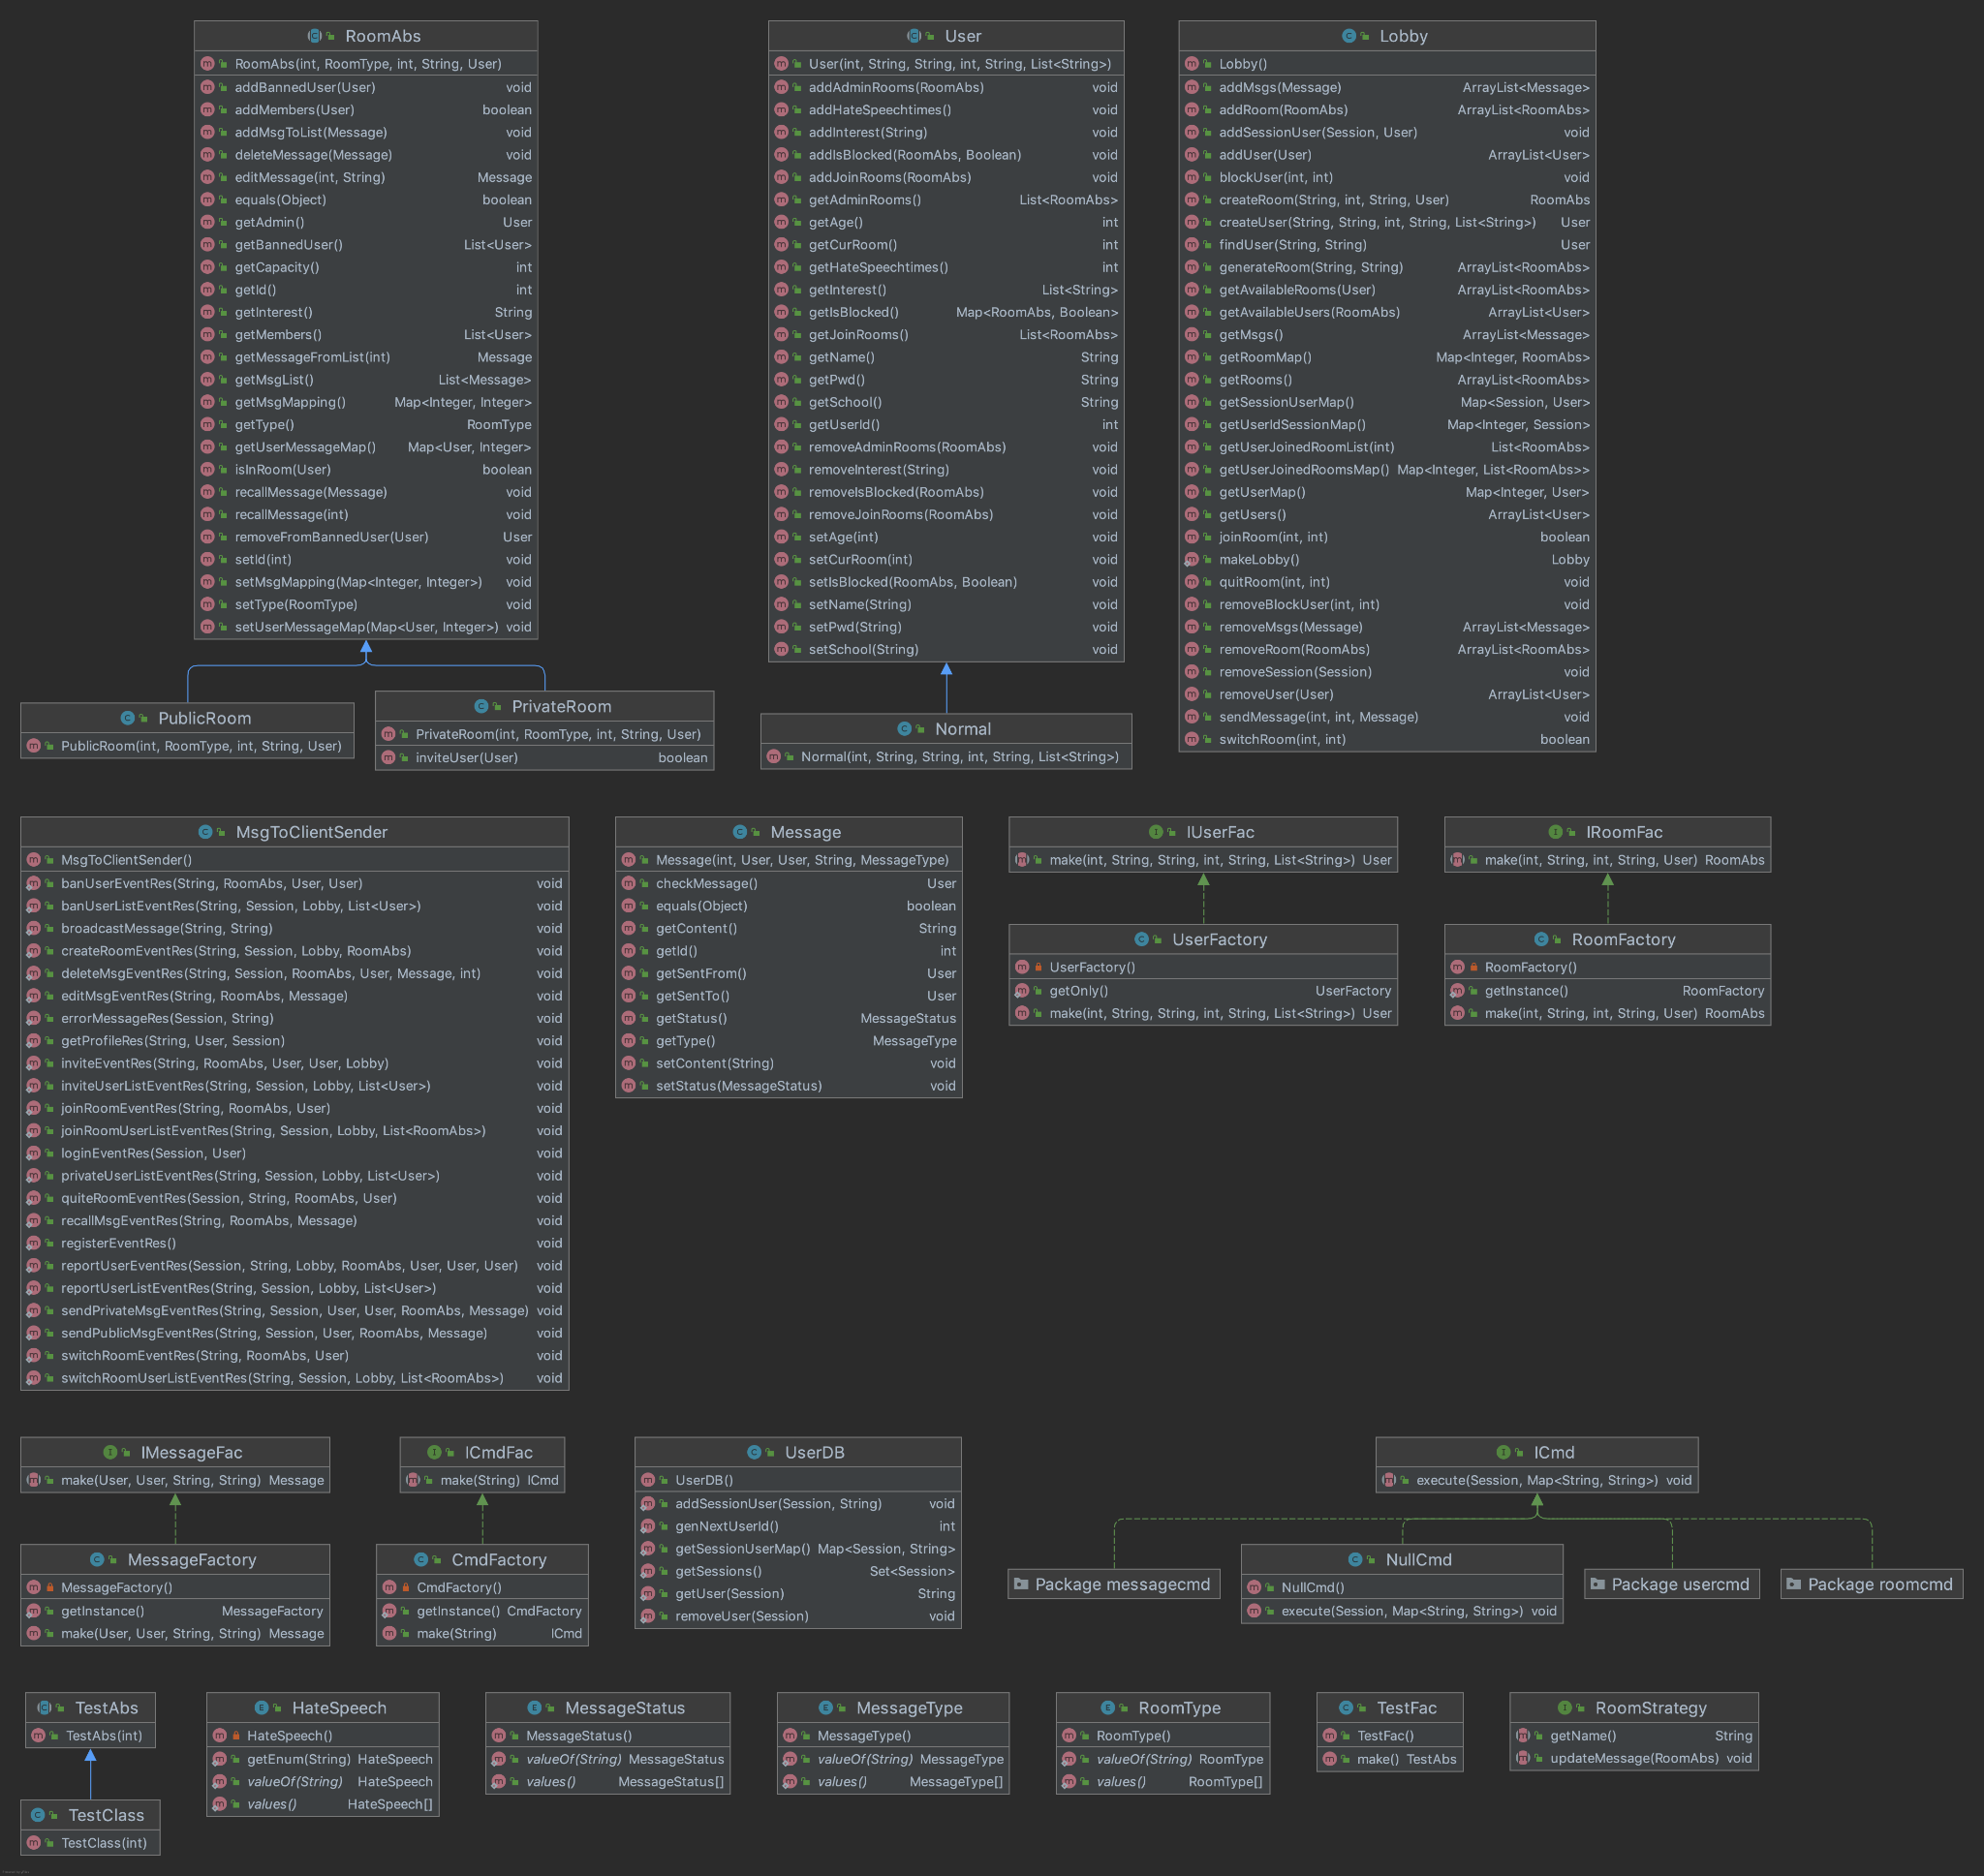 RoomAbs
RoomAbs(int, RoomType, int, String, User)
addBannedUser(User) void
addMembers(User) boolean
addMsgToList(Message) void
deleteMessage(Message) void
editMessage(int, String) Message
equals(Object) boolean
getAdmin() User
getBannedUser() List<User>
getCapacity() int
getId() int
getInterest() String
getMembers() List<User>
getMessageFromList(int) Message
getMsgList() List<Message>
getMsgMapping() Map<Integer, Integer>
getType() RoomType
getUserMessageMap() Map<User, Integer>
isInRoom(User) boolean
recallMessage(Message) void
recallMessage(int) void
removeFromBannedUser(User) User
setId(int) void
setMsgMapping(Map<Integer, Integer>) void
setType(RoomType) void
setUserMessageMap(Map<User, Integer>) void
User
User(int, String, String, int, String, List<String>)
addAdminRooms(RoomAbs) void
addHateSpeechtimes() void
addInterest(String) void
addIsBlocked(RoomAbs, Boolean) void
addJoinRooms(RoomAbs) void
getAdminRooms() List<RoomAbs>
getAge() int
getCurRoom() int
getHateSpeechtimes() int
getInterest() List<String>
getIsBlocked() Map<RoomAbs, Boolean>
getJoinRooms() List<RoomAbs>
getName() String
getPwd() String
getSchool() String
getUserId() int
removeAdminRooms(RoomAbs) void
removeInterest(String) void
removeIsBlocked(RoomAbs) void
removeJoinRooms(RoomAbs) void
setAge(int) void
setCurRoom(int) void
setIsBlocked(RoomAbs, Boolean) void
setName(String) void
setPwd(String) void
setSchool(String) void
Lobby
Lobby()
addMsgs(Message) ArrayList<Message>
addRoom(RoomAbs) ArrayList<RoomAbs>
addSessionUser(Session, User) void
addUser(User) ArrayList<User>
blockUser(int, int) void
createRoom(String, int, String, User) RoomAbs
createUser(String, String, int, String, List<String>) User
findUser(String, String) User
generateRoom(String, String) ArrayList<RoomAbs>
getAvailableRooms(User) ArrayList<RoomAbs>
getAvailableUsers(RoomAbs) ArrayList<User>
getMsgs() ArrayList<Message>
getRoomMap() Map<Integer, RoomAbs>
getRooms() ArrayList<RoomAbs>
getSessionUserMap() Map<Session, User>
getUserIdSessionMap() Map<Integer, Session>
getUserJoinedRoomList(int) List<RoomAbs>
getUserJoinedRoomsMap() Map<Integer, List<RoomAbs>>
getUserMap() Map<Integer, User>
getUsers() ArrayList<User>
joinRoom(int, int) boolean
makeLobby() Lobby
quitRoom(int, int) void
removeBlockUser(int, int) void
removeMsgs(Message) ArrayList<Message>
removeRoom(RoomAbs) ArrayList<RoomAbs>
removeSession(Session) void
removeUser(User) ArrayList<User>
sendMessage(int, int, Message) void
switchRoom(int, int) boolean
PublicRoom
PublicRoom(int, RoomType, int, String, User)
PrivateRoom
PrivateRoom(int, RoomType, int, String, User)
inviteUser(User) boolean
Normal
Normal(int, String, String, int, String, List<String>)
MsgToClientSender
MsgToClientSender()
banUserEventRes(String, RoomAbs, User, User) void
banUserListEventRes(String, Session, Lobby, List<User>) void
broadcastMessage(String, String) void
createRoomEventRes(String, Session, Lobby, RoomAbs) void
deleteMsgEventRes(String, Session, RoomAbs, User, Message, int) void
editMsgEventRes(String, RoomAbs, Message) void
errorMessageRes(Session, String) void
getProfileRes(String, User, Session) void
inviteEventRes(String, RoomAbs, User, User, Lobby) void
inviteUserListEventRes(String, Session, Lobby, List<User>) void
joinRoomEventRes(String, RoomAbs, User) void
joinRoomUserListEventRes(String, Session, Lobby, List<RoomAbs>) void
loginEventRes(Session, User) void
privateUserListEventRes(String, Session, Lobby, List<User>) void
quiteRoomEventRes(Session, String, RoomAbs, User) void
recallMsgEventRes(String, RoomAbs, Message) void
registerEventRes() void
reportUserEventRes(Session, String, Lobby, RoomAbs, User, User, User) void
reportUserListEventRes(String, Session, Lobby, List<User>) void
sendPrivateMsgEventRes(String, Session, User, User, RoomAbs, Message) void
sendPublicMsgEventRes(String, Session, User, RoomAbs, Message) void
switchRoomEventRes(String, RoomAbs, User) void
switchRoomUserListEventRes(String, Session, Lobby, List<RoomAbs>) void
Message
Message(int, User, User, String, MessageType)
checkMessage() User
equals(Object) boolean
getContent() String
getId() int
getSentFrom() User
getSentTo() User
getStatus() MessageStatus
getType() MessageType
setContent(String) void
setStatus(MessageStatus) void
IUserFac
make(int, String, String, int, String, List<String>) User
UserFactory
UserFactory()
getOnly() UserFactory
make(int, String, String, int, String, List<String>) User
IRoomFac
make(int, String, int, String, User) RoomAbs
RoomFactory
RoomFactory()
getInstance() RoomFactory
make(int, String, int, String, User) RoomAbs
IMessageFac
make(User, User, String, String) Message
MessageFactory
MessageFactory()
getInstance() MessageFactory
make(User, User, String, String) Message
ICmdFac
make(String) ICmd
CmdFactory
CmdFactory()
getInstance() CmdFactory
make(String) ICmd
UserDB
UserDB()
addSessionUser(Session, String) void
genNextUserId() int
getSessionUserMap() Map<Session, String>
getSessions() Set<Session>
getUser(Session) String
removeUser(Session) void
ICmd
execute(Session, Map<String, String>) void
Package messagecmd
NullCmd
NullCmd()
execute(Session, Map<String, String>) void
Package usercmd
Package roomcmd
TestAbs
TestAbs(int)
TestClass
TestClass(int)
HateSpeech
HateSpeech()
getEnum(String) HateSpeech
valueOf(String) HateSpeech
values() HateSpeech[]
MessageStatus
MessageStatus()
valueOf(String) MessageStatus
values() MessageStatus[]
MessageType
MessageType()
valueOf(String) MessageType
values() MessageType[]
RoomType
RoomType()
valueOf(String) RoomType
values() RoomType[]
TestFac
TestFac()
make() TestAbs
RoomStrategy
getName() String
updateMessage(RoomAbs) void